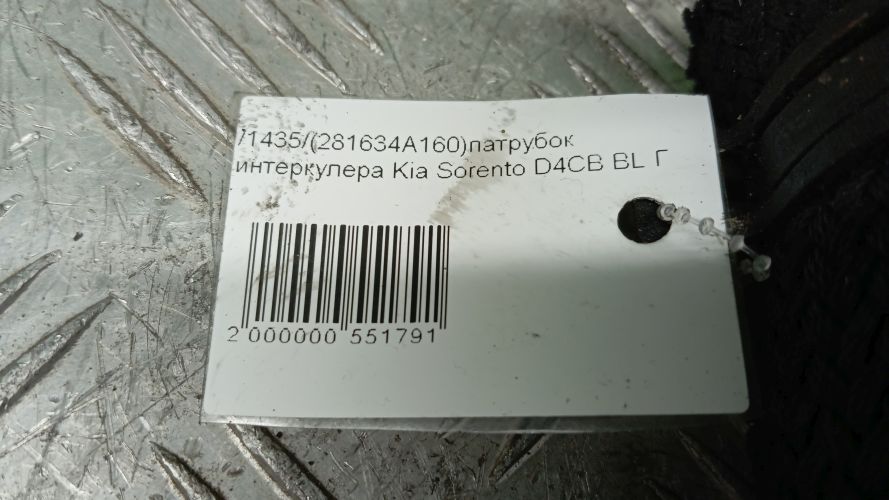 /1435/(281634A160)патрубок
интеркулера Kia Sorento D4CB BL Г
2 000000 551791